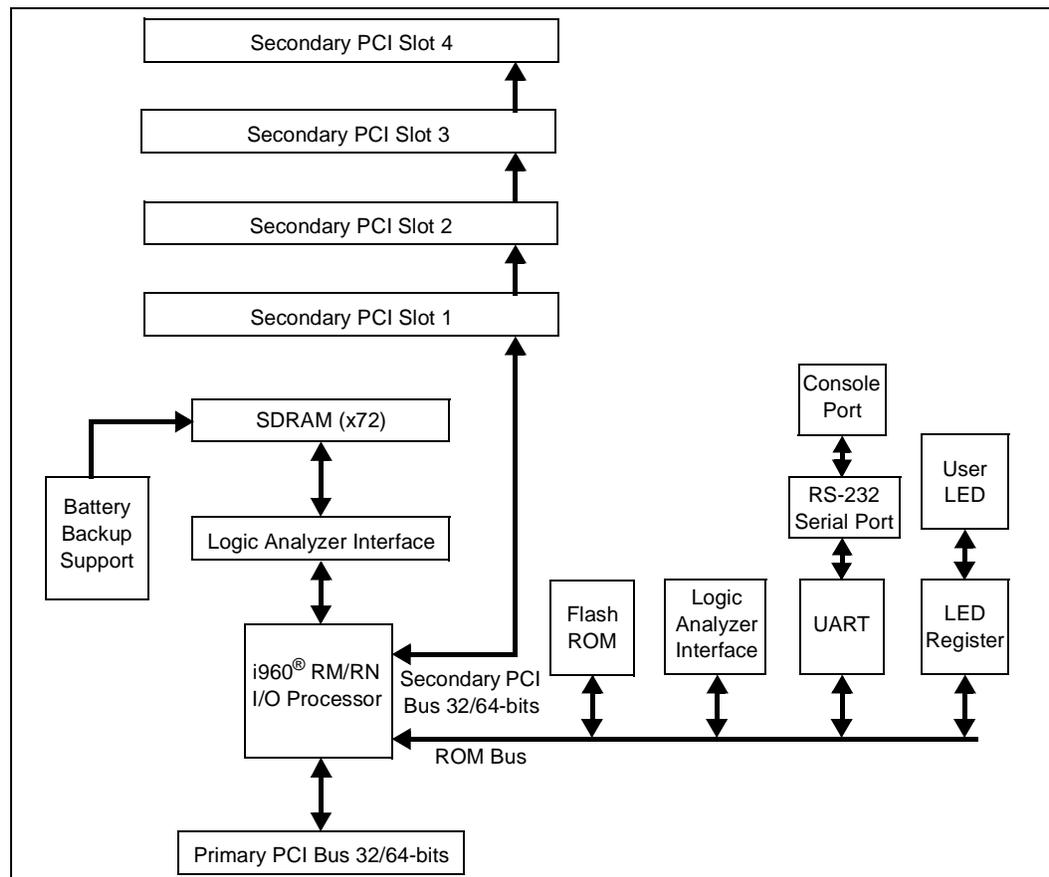 Secondary PCI Slot 4
Secondary PCI Slot 3
Secondary PCI Slot 2
Secondary PCI Slot 1
SDRAM (x72)
Battery
Backup
Support
Logic Analyzer Interface
i960® RM/RN
I/O Processor
Secondary PCI
Bus 32/64-bits
ROM Bus
Primary PCI Bus 32/64-bits
Flash
ROM
Logic
Analyzer
Interface
Console
Port
RS-232
Serial Port
UART
User
LED
LED
Register